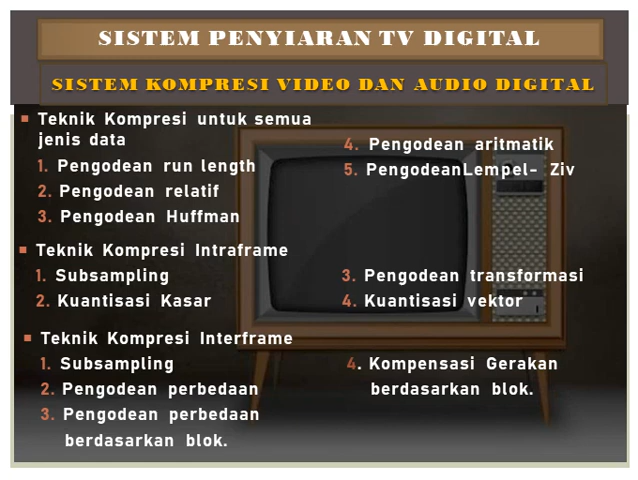 SISTEM PENYIARAN TV DIGITAL
SISTEM KOMPRESI VIDEO DAN AUDIO DIGITAL
▪ Teknik Kompresi untuk semua
jenis data
1. Pengodean run length
2. Pengodean relatif
3. Pengodean Huffman
4. Pengodean aritmatik
5. PengodeanLempel- Ziv
▪ Teknik Kompresi Intraframe
1. Subsampling
2. Kuantisasi Kasar
3. Pengodean transformasi
4. Kuantisasi vektor
▪ Teknik Kompresi Interframe
1. Subsampling
2. Pengodean perbedaan
3. Pengodean perbedaan
berdasarkan blok.
4. Kompensasi Gerakan
berdasarkan blok.